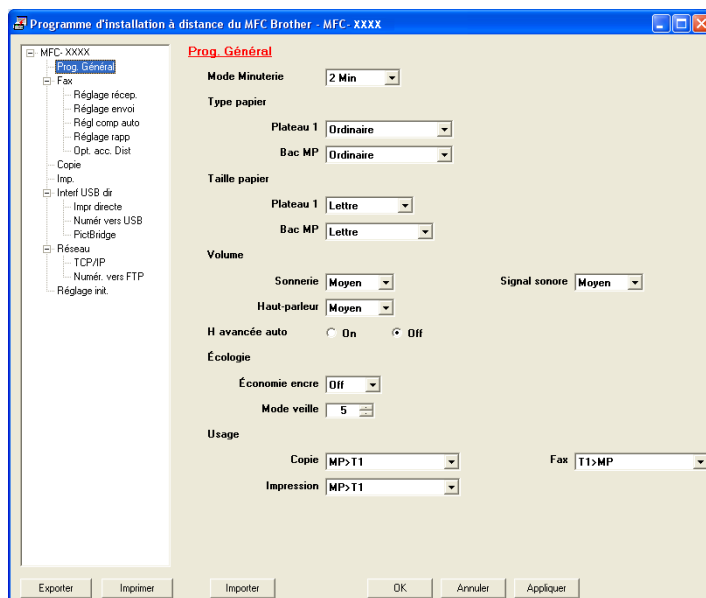 Programme d'installation à distance du MFC Brother - MFC- XXXX
MFC- XXXX
Prog. Général
Fax
Réglage récep.
Réglage envoi
Régl comp auto
Réglage rapp
Opt. acc. Dist
Copie
Imp.
Interf USB dir
Impr directe
Numér vers USB
PictBridge
Réseau
TCP/IP
Numér. vers FTP
Réglage init.
Prog. Général
Mode Minuterie 2 Min
Type papier
Plateau 1 Ordinaire
Bac MP Ordinaire
Taille papier
Plateau 1 Lettre
Bac MP Lettre
Volume
Sonnerie Moyen Signal sonore Moyen
Haut-parleur Moyen
H avancée auto On Off
Écologie
Économie encre Off
Mode veille 5
Usage
Copie MP>T1 Fax T1>MP
Impression MP>T1
Exporter Imprimer Importer OK Annuler Appliquer